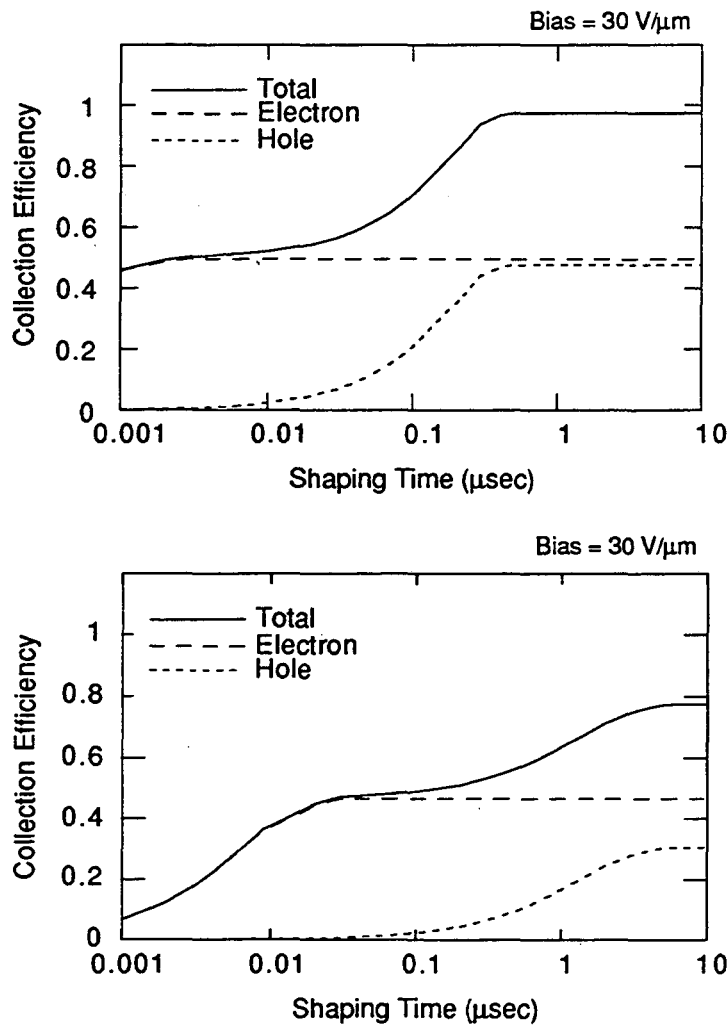 Bias = 30 V/μm
Total
Electron
Hole
Collection Efficiency
1
0.8
0.6
0.4
0.2
0
0.001
0.01
0.1
1
10
Shaping Time (μsec)
Bias = 30 V/μm
Total
Electron
Hole
Collection Efficiency
1
0.8
0.6
0.4
0.2
0
0.001
0.01
0.1
1
10
Shaping Time (μsec)